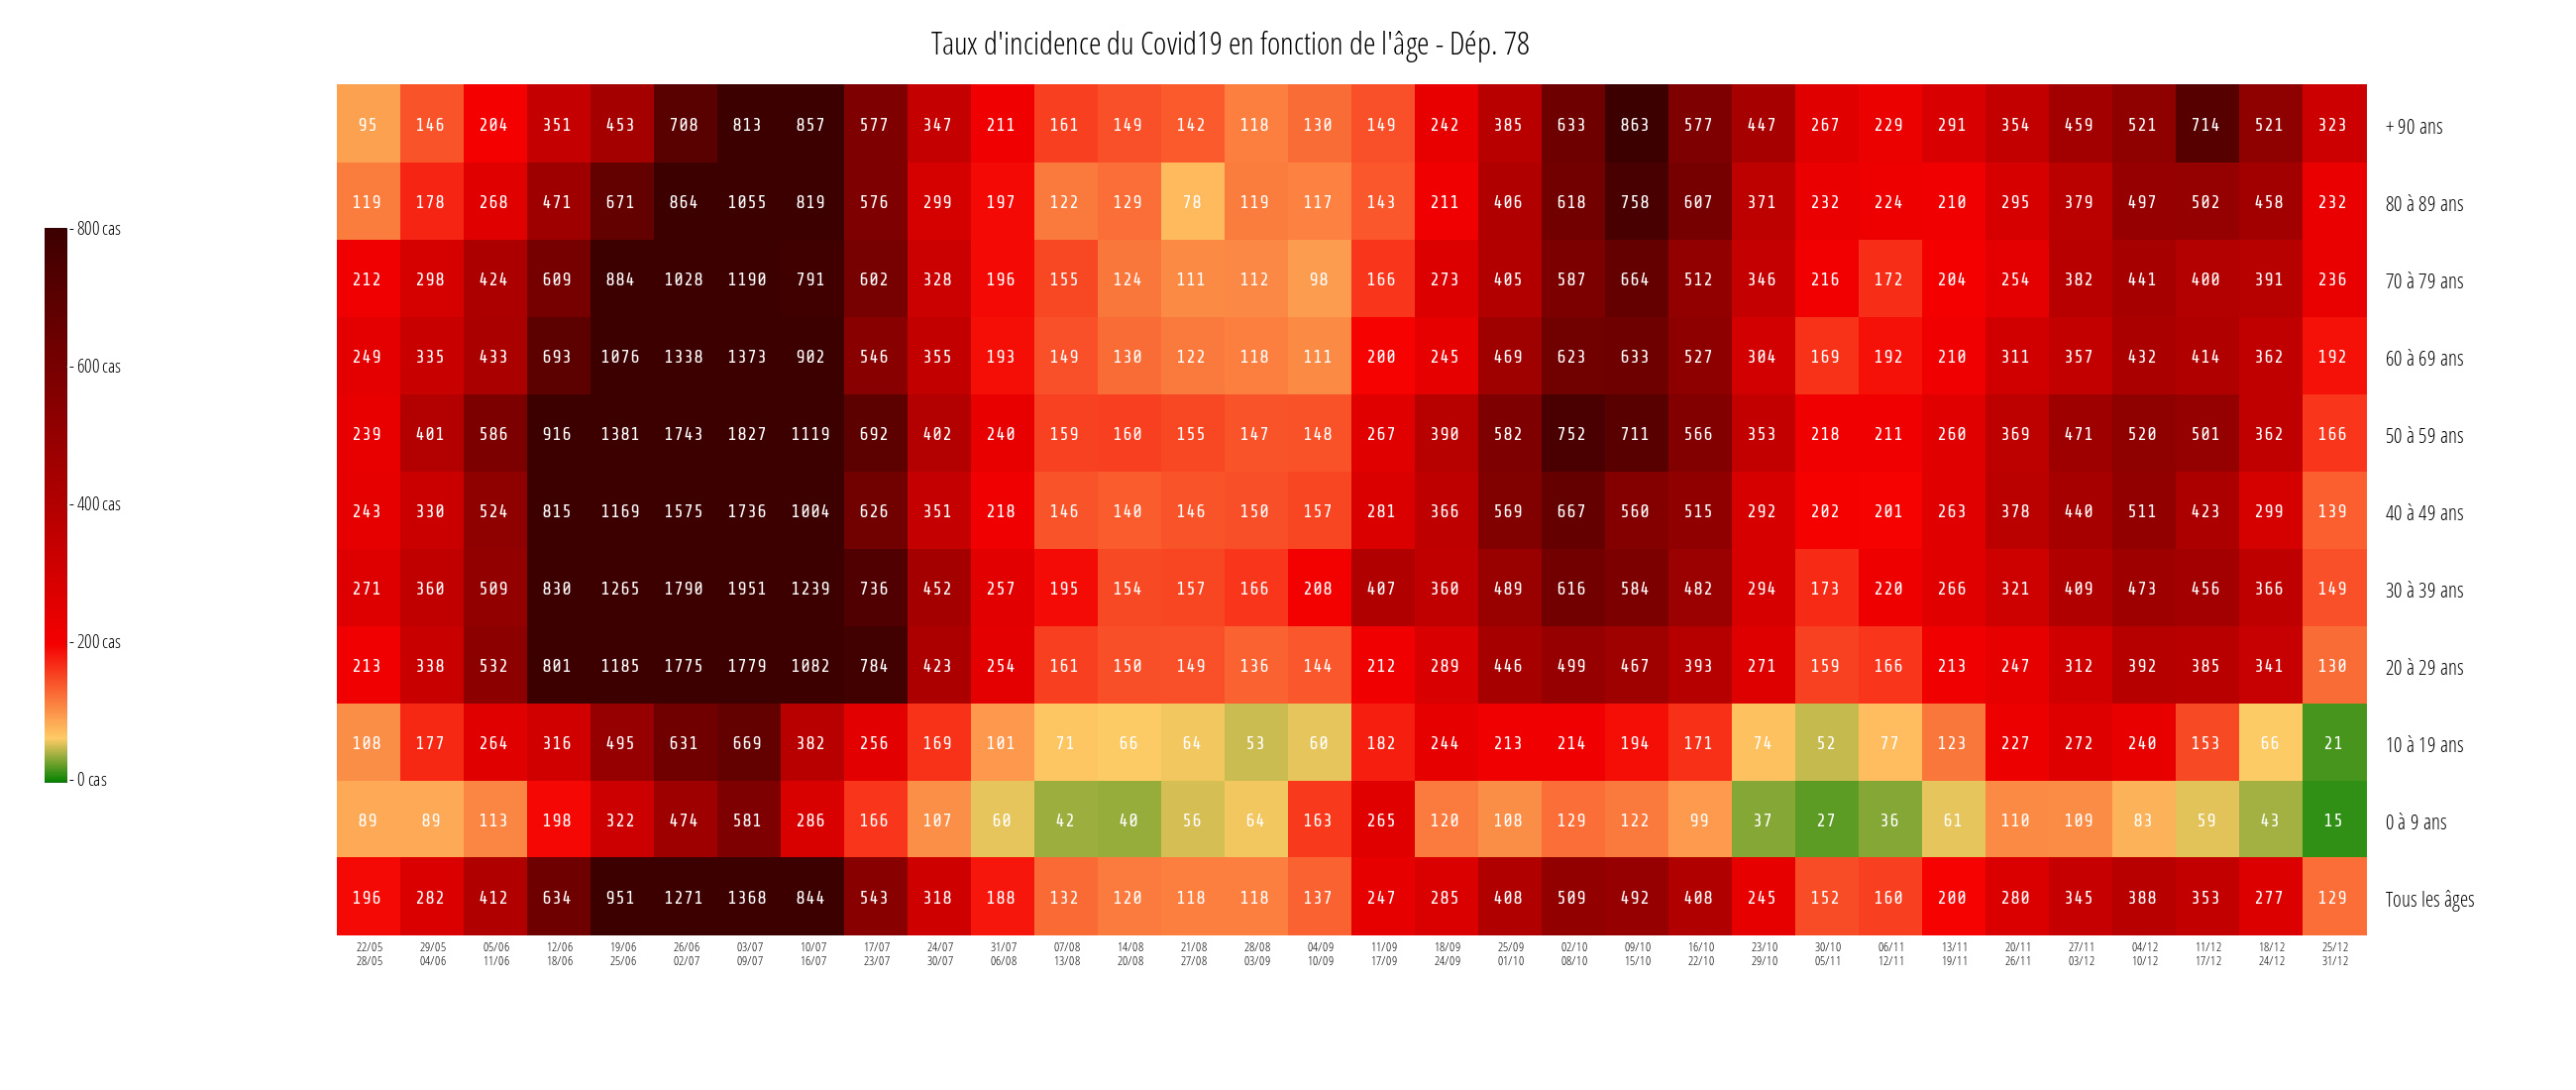 Taux d'incidence du Covid19 en fonction de l'âge - Dép. 78
- 800 cas
- 600 cas
- 400 cas
- 200 cas
- 0 cas
95 146 204 351 453 708 813 857 577 347 211 161 149 142 118 130 149 242 385 633 863 577 447 267 229 291 354 459 521 714 521 323 + 90 ans
119 178 268 471 671 864 1055 819 576 299 197 122 129 78 119 117 143 211 406 618 758 607 371 232 224 210 295 379 497 502 458 232 80 à 89 ans
212 298 424 609 884 1028 1190 791 602 328 196 155 124 111 112 98 166 273 405 587 664 512 346 216 172 204 254 382 441 400 391 236 70 à 79 ans
249 335 433 693 1076 1338 1373 902 546 355 193 149 130 122 118 111 200 245 469 623 633 527 304 169 192 210 311 357 432 414 362 192 60 à 69 ans
239 401 586 916 1381 1743 1827 1119 692 402 240 159 160 155 147 148 267 390 582 752 711 566 353 218 211 260 369 471 520 501 362 166 50 à 59 ans
243 330 524 815 1169 1575 1736 1004 626 351 218 146 140 146 150 157 281 366 569 667 560 515 292 202 201 263 378 440 511 423 299 139 40 à 49 ans
271 360 509 830 1265 1790 1951 1239 736 452 257 195 154 157 166 208 407 360 489 616 584 482 294 173 220 266 321 409 473 456 366 149 30 à 39 ans
213 338 532 801 1185 1775 1779 1082 784 423 254 161 150 149 136 144 212 289 446 499 467 393 271 159 166 213 247 312 392 385 341 130 20 à 29 ans
108 177 264 316 495 631 669 382 256 169 101 71 66 64 53 60 182 244 213 214 194 171 74 52 77 123 227 272 240 153 66 21 10 à 19 ans
89 89 113 198 322 474 581 286 166 107 60 42 40 56 64 163 265 120 108 129 122 99 37 27 36 61 110 109 83 59 43 15 0 à 9 ans
196 282 412 634 951 1271 1368 844 543 318 188 132 120 118 118 137 247 285 408 509 492 408 245 152 160 200 280 345 388 353 277 129 Tous les âges
22/05 29/05 05/06 12/06 19/06 26/06 03/07 10/07 17/07 24/07 31/07 07/08 14/08 21/08 28/08 04/09 11/09 18/09 25/09 02/10 09/10 16/10 23/10 30/10 06/11 13/11 20/11 27/11 04/12 11/12 18/12 25/12
28/05 04/06 11/06 18/06 25/06 02/07 09/07 16/07 23/07 30/07 06/08 13/08 20/08 27/08 03/09 10/09 17/09 24/09 01/10 08/10 15/10 22/10 29/10 05/11 12/11 19/11 26/11 03/12 10/12 17/12 24/12 31/12